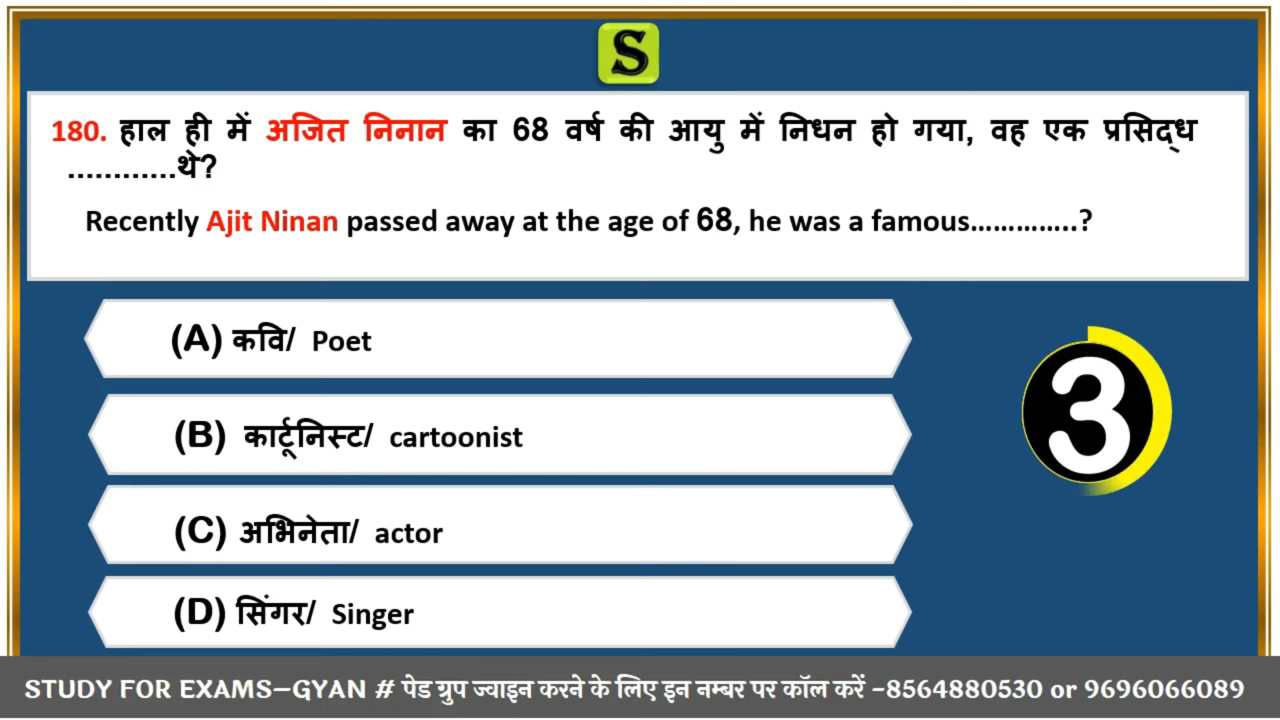 S
180. हाल ही में अजित निनान का 68 वर्ष की आयु में निधन हो गया, वह एक प्रसिद्ध
............थे?
Recently Ajit Ninan passed away at the age of 68, he was a famous…………..?
(A) कवि/ Poet
(B) कार्टूनिस्ट/ cartoonist
3
(C) अभिनेता/ actor
(D) सिंगर/ Singer
STUDY FOR EXAMS–GYAN # पेड ग्रुप ज्वाइन करने के लिए इन नम्बर पर कॉल करें –8564880530 or 9696066089